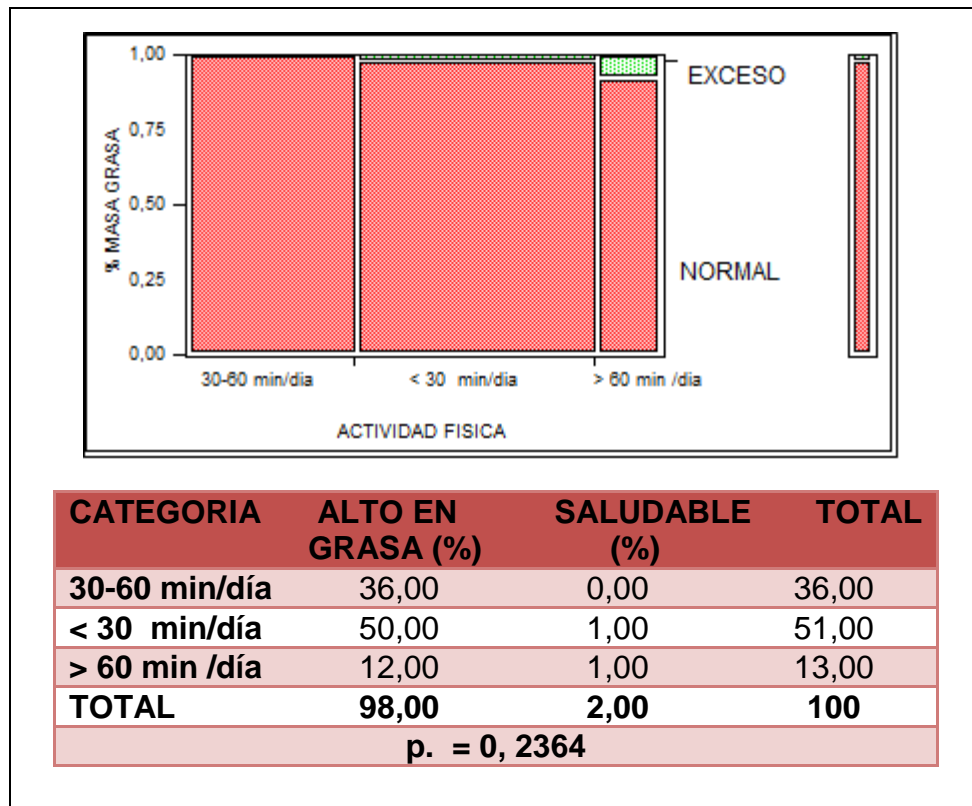 1,00
EXCESO
0,75
% MASA GRASA
0,50
0,25
NORMAL
0,00
30-60 min/dia < 30 min/dia > 60 min /dia
ACTIVIDAD FISICA
CATEGORIA ALTO EN GRASA (%) SALUDABLE (%) TOTAL
30-60 min/día 36,00 0,00 36,00
< 30 min/día 50,00 1,00 51,00
> 60 min /día 12,00 1,00 13,00
TOTAL 98,00 2,00 100
p. = 0, 2364